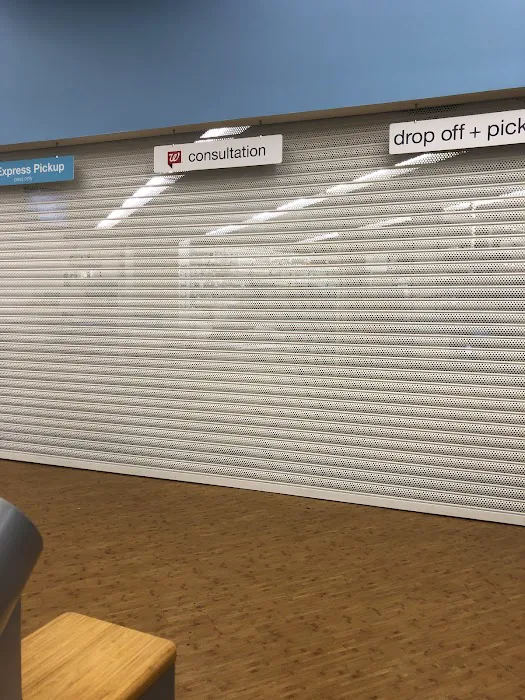 Express Pickup
consultation
drop off + pick